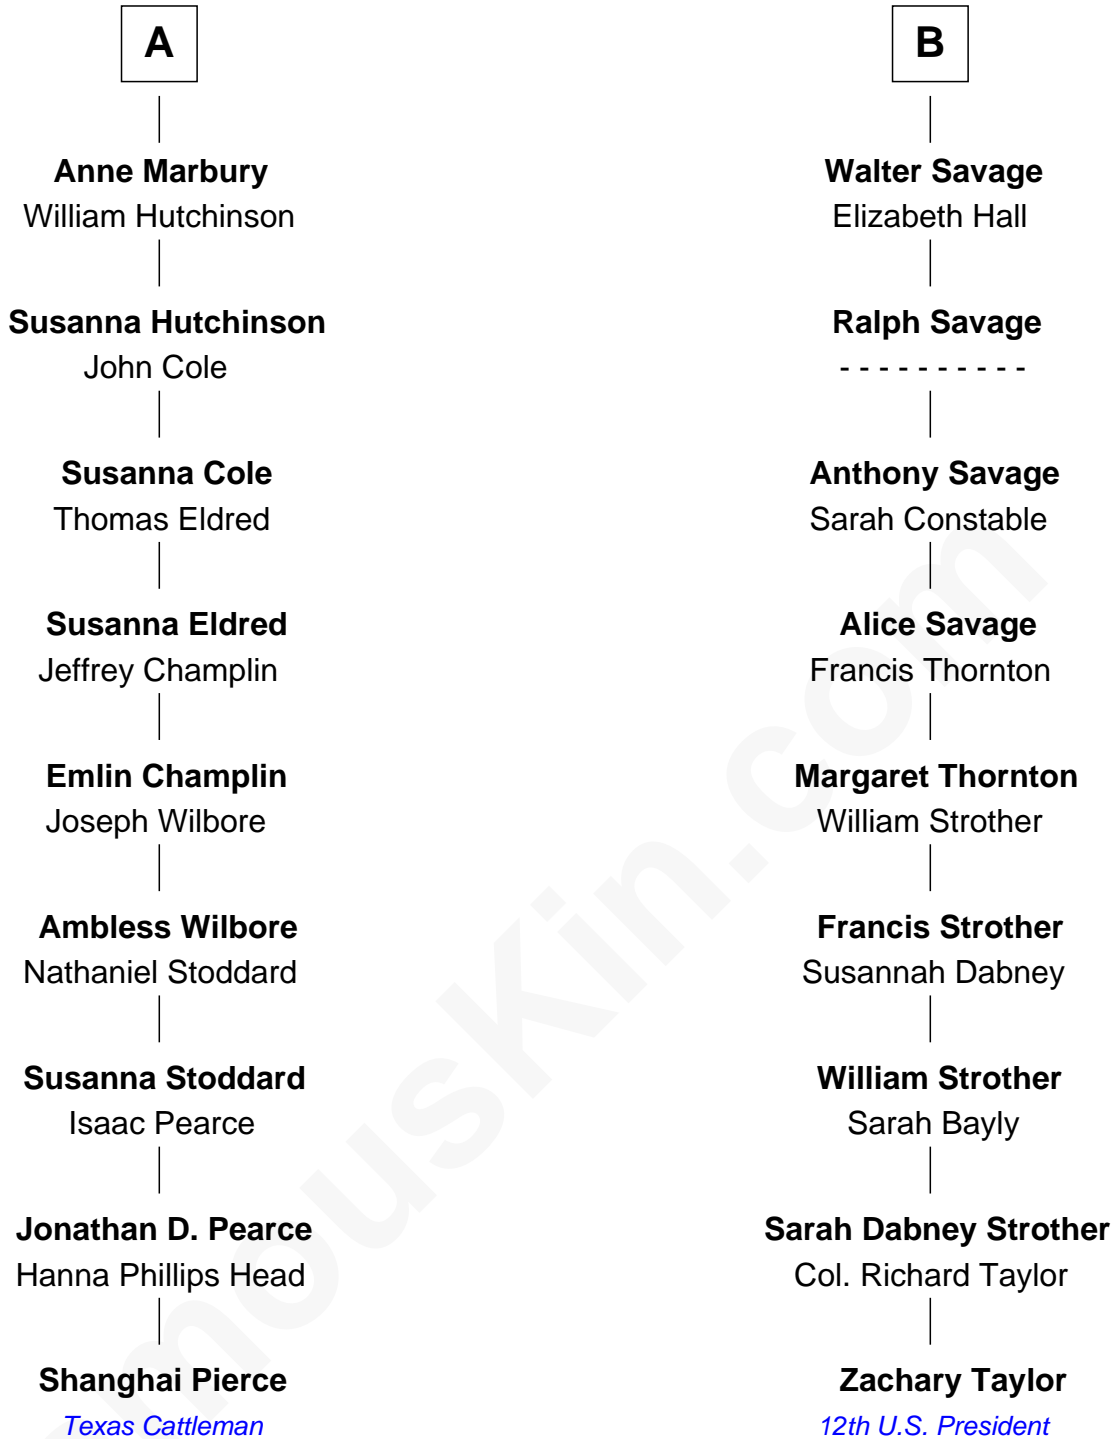 A
Anne Marbury
William Hutchinson
Susanna Hutchinson
John Cole
Susanna Cole
Thomas Eldred
Susanna Eldred
Jeffrey Champlin
Emlin Champlin
Joseph Wilbore
Ambless Wilbore
Nathaniel Stoddard
Susanna Stoddard
Isaac Pearce
Jonathan D. Pearce
Hanna Phillips Head
Shanghai Pierce
Texas Cattleman
B
Walter Savage
Elizabeth Hall
Ralph Savage
- - - - - - - - - -
Anthony Savage
Sarah Constable
Alice Savage
Francis Thornton
Margaret Thornton
William Strother
Francis Strother
Susannah Dabney
William Strother
Sarah Bayly
Sarah Dabney Strother
Col. Richard Taylor
Zachary Taylor
12th U.S. President
mouskin.com